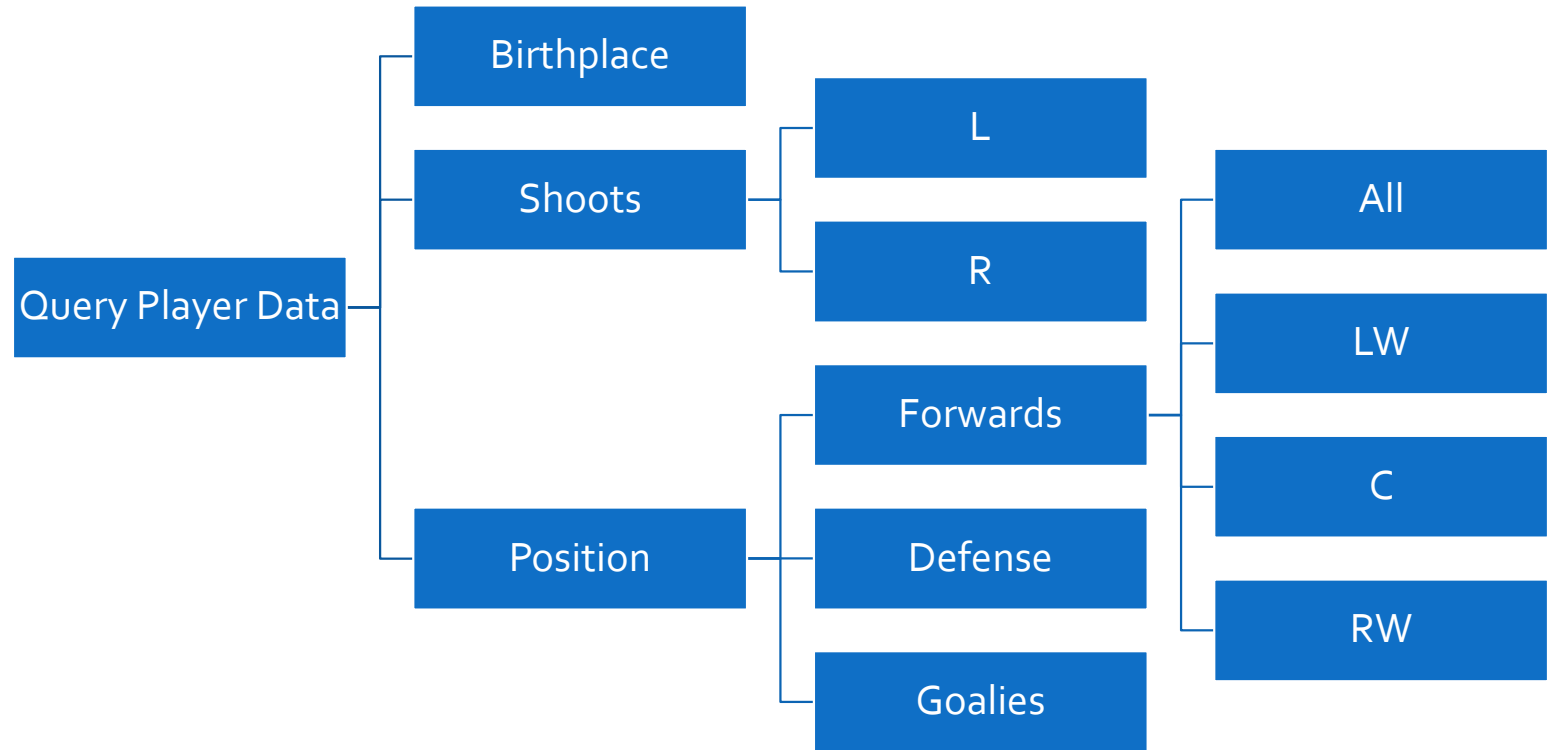 Query Player Data
Birthplace
Shoots
L
R
Position
Forwards
All
LW
C
RW
Defense
Goalies